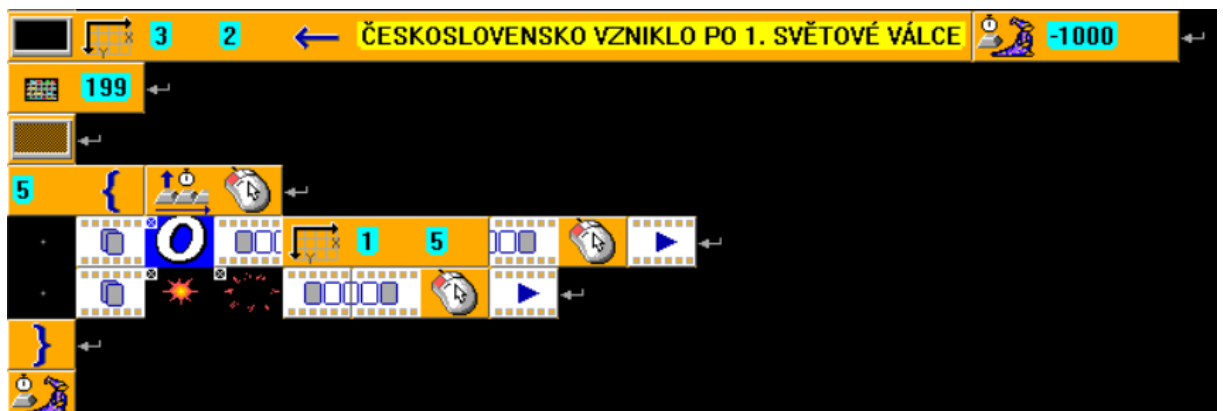 3 2 ← ČESKOSLOVENSKO VZNIKLO PO 1. SVĚTOVÉ VÁLCE -1000
199
5 {
O 1 5
}